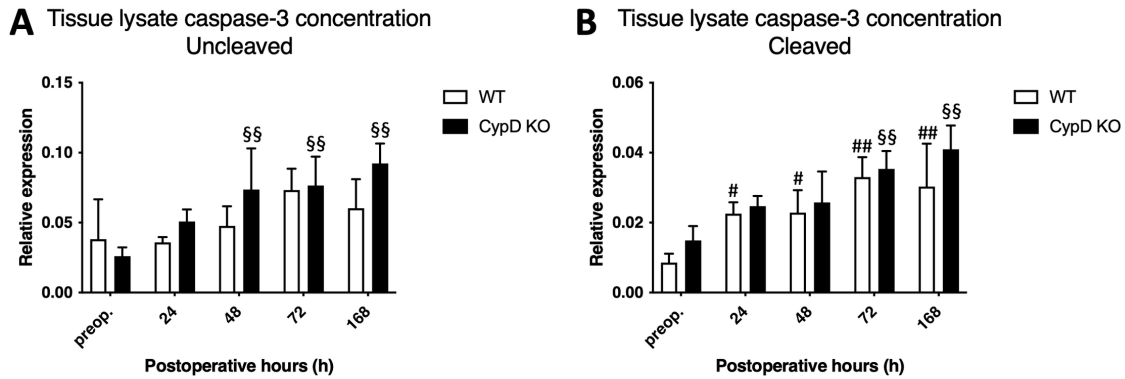 A Tissue lysate caspase-3 concentration
Uncleaved
0.15
0.10
0.05
0.00
Relative expression
§§
§§
§§
WT
CypD KO
preop.
24
48
72
168
Postoperative hours (h)
B Tissue lysate caspase-3 concentration
Cleaved
0.06
0.04
0.02
0.00
Relative expression
#
#
##
§§
##
§§
WT
CypD KO
preop.
24
48
72
168
Postoperative hours (h)